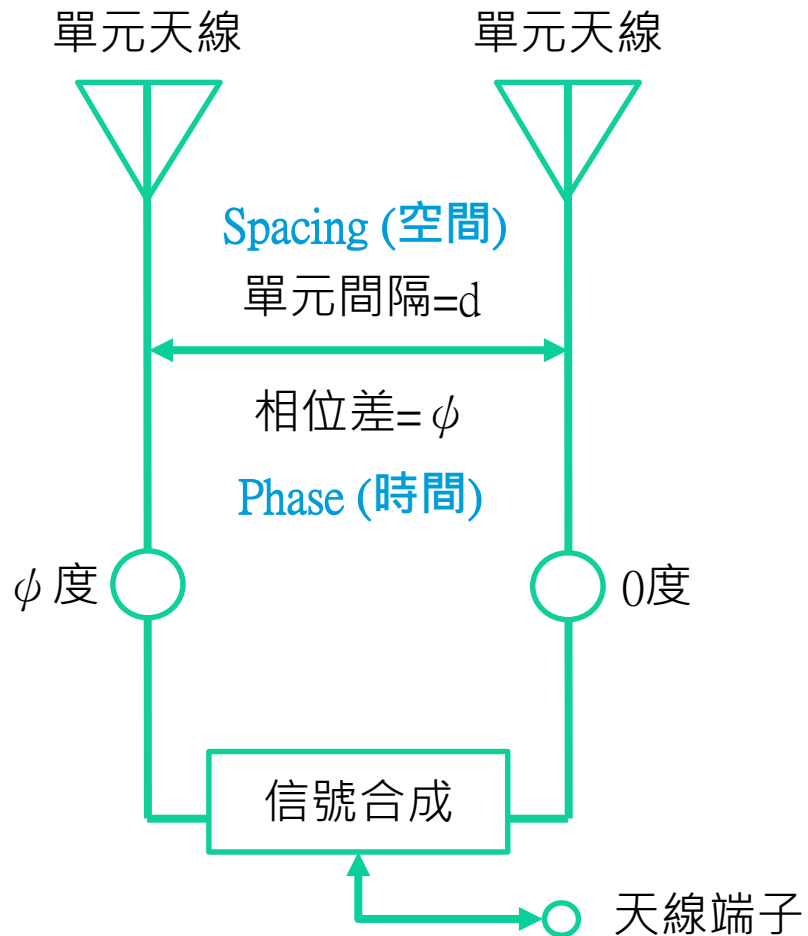 單元天線
單元天線
Spacing (空間)
單元間隔=d
相位差=ψ
Phase (時間)
ψ度
0度
信號合成
天線端子